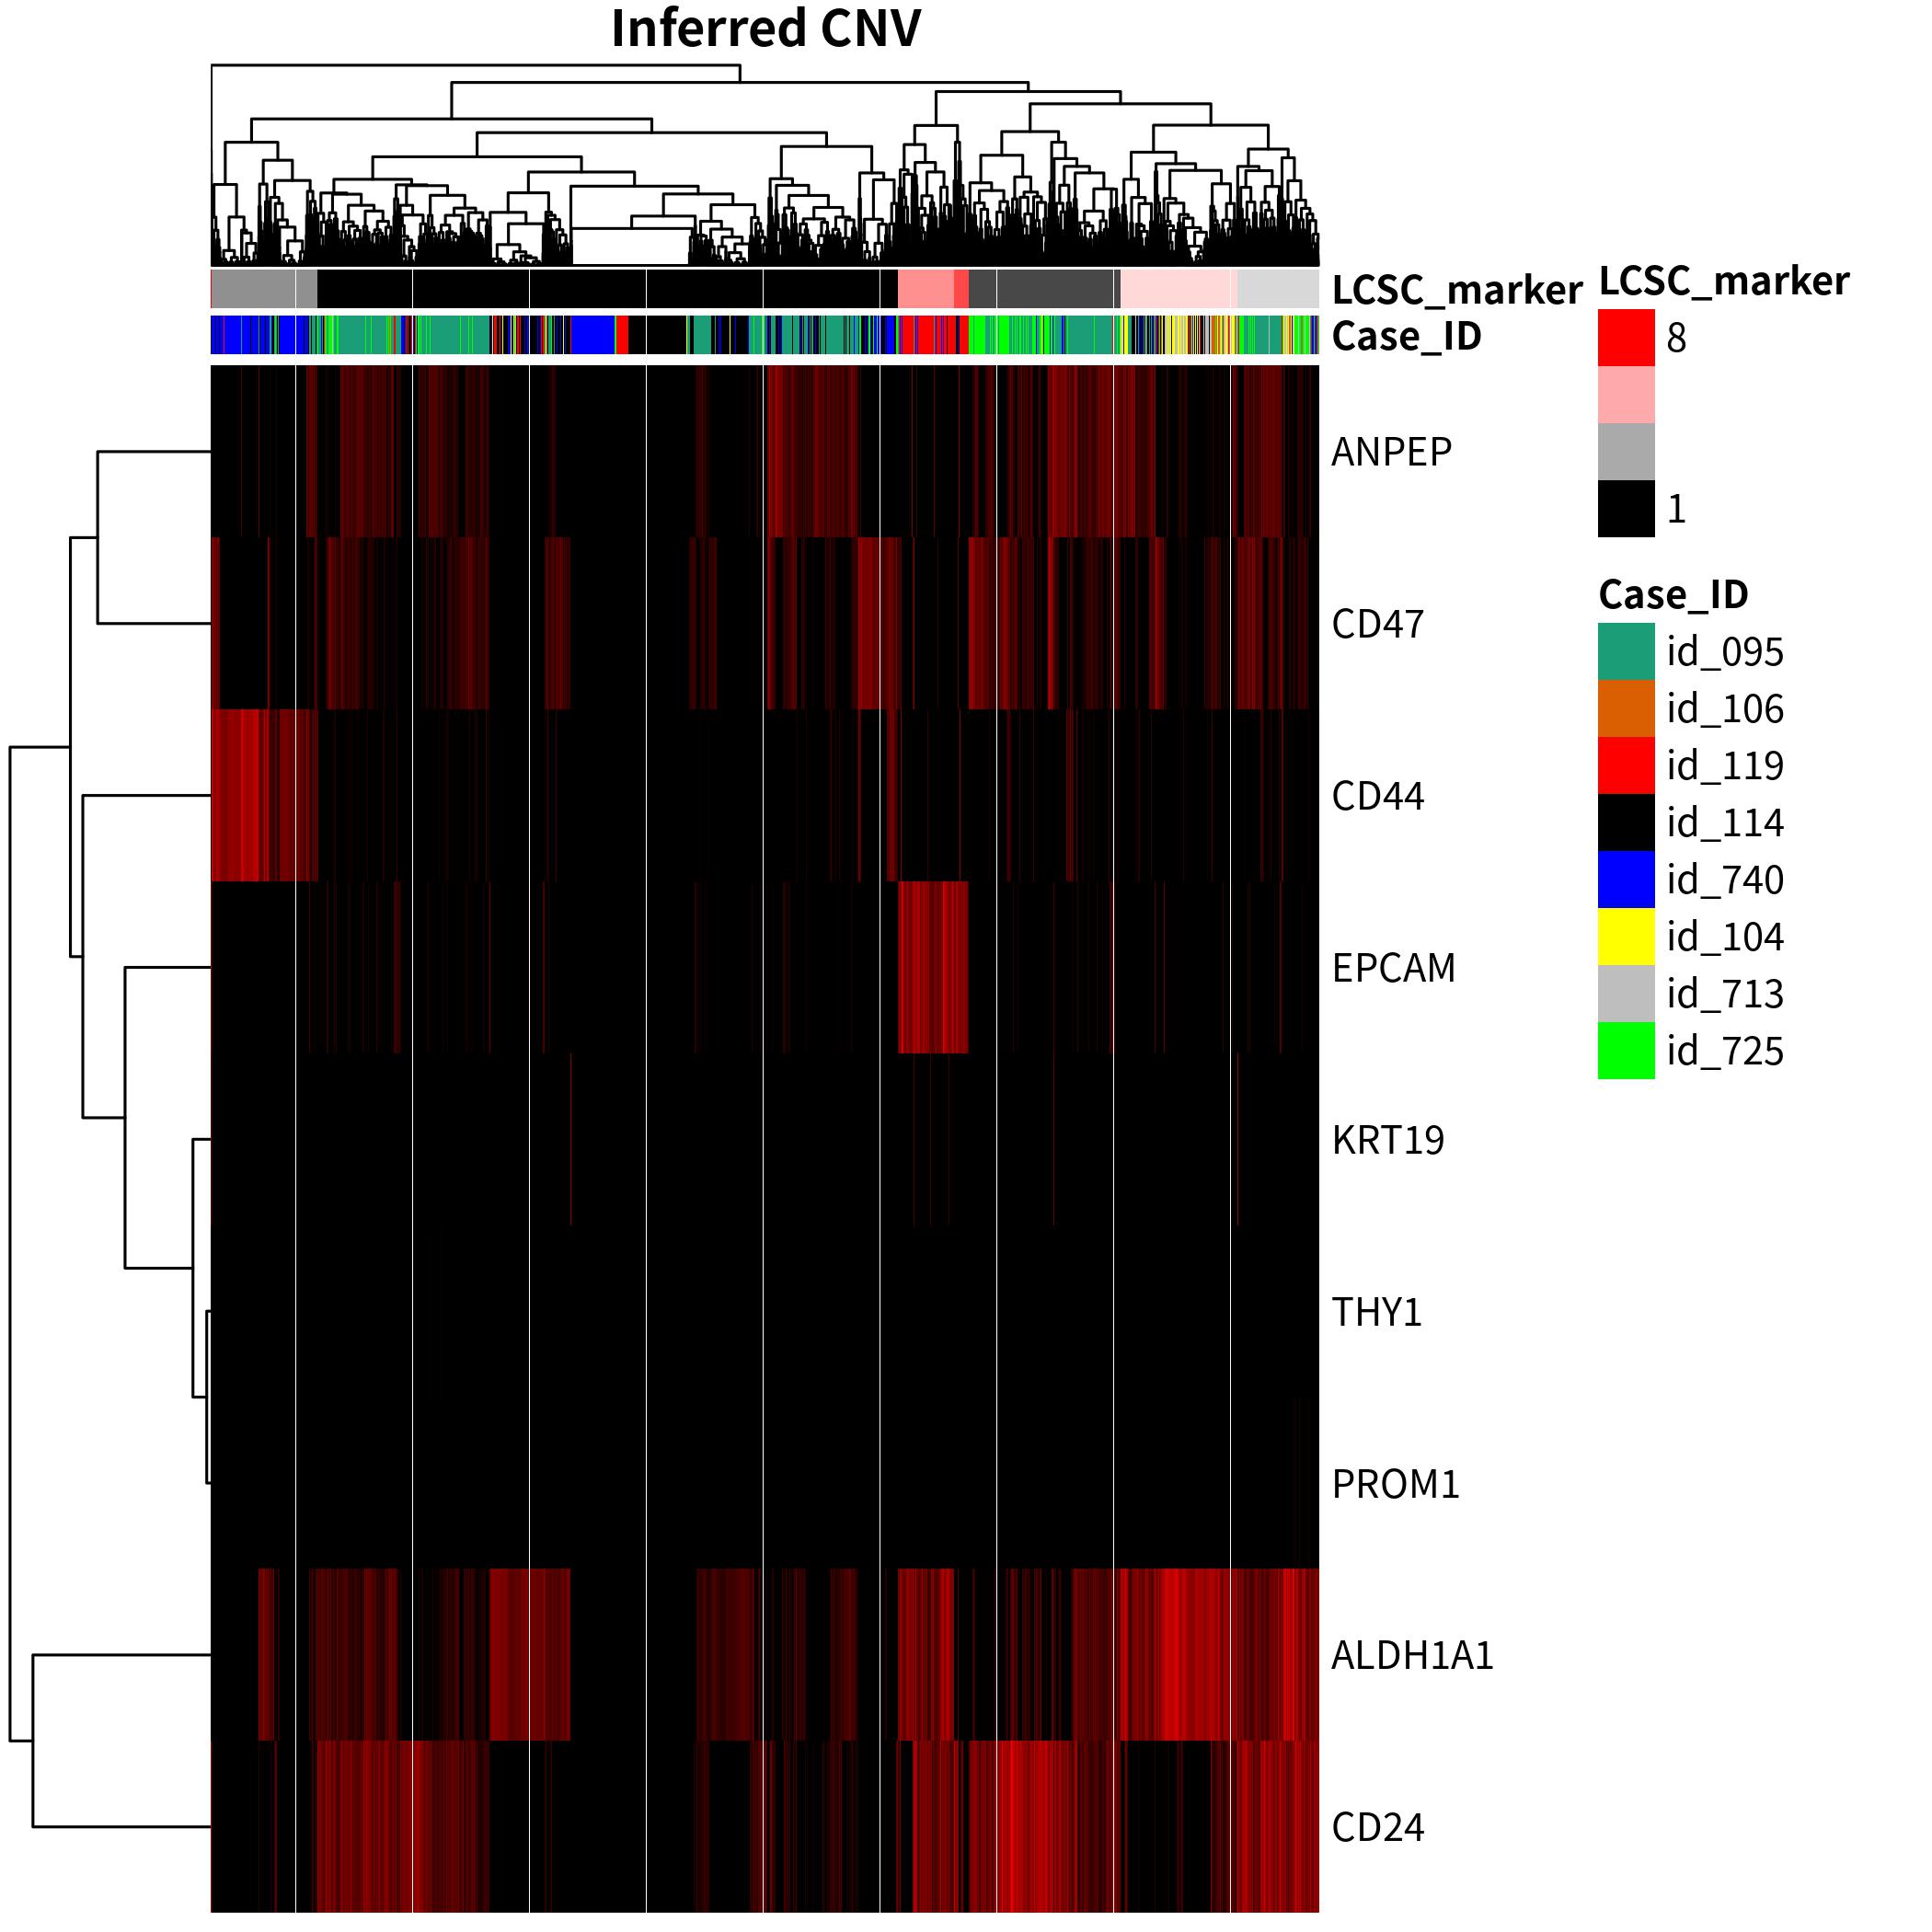 Inferred CNV
LCSC_marker
Case_ID
ANPEP
CD47
CD44
EPCAM
KRT19
THY1
PROM1
ALDH1A1
CD24
LCSC_marker
8
1
Case_ID
id_095
id_106
id_119
id_114
id_740
id_104
id_713
id_725